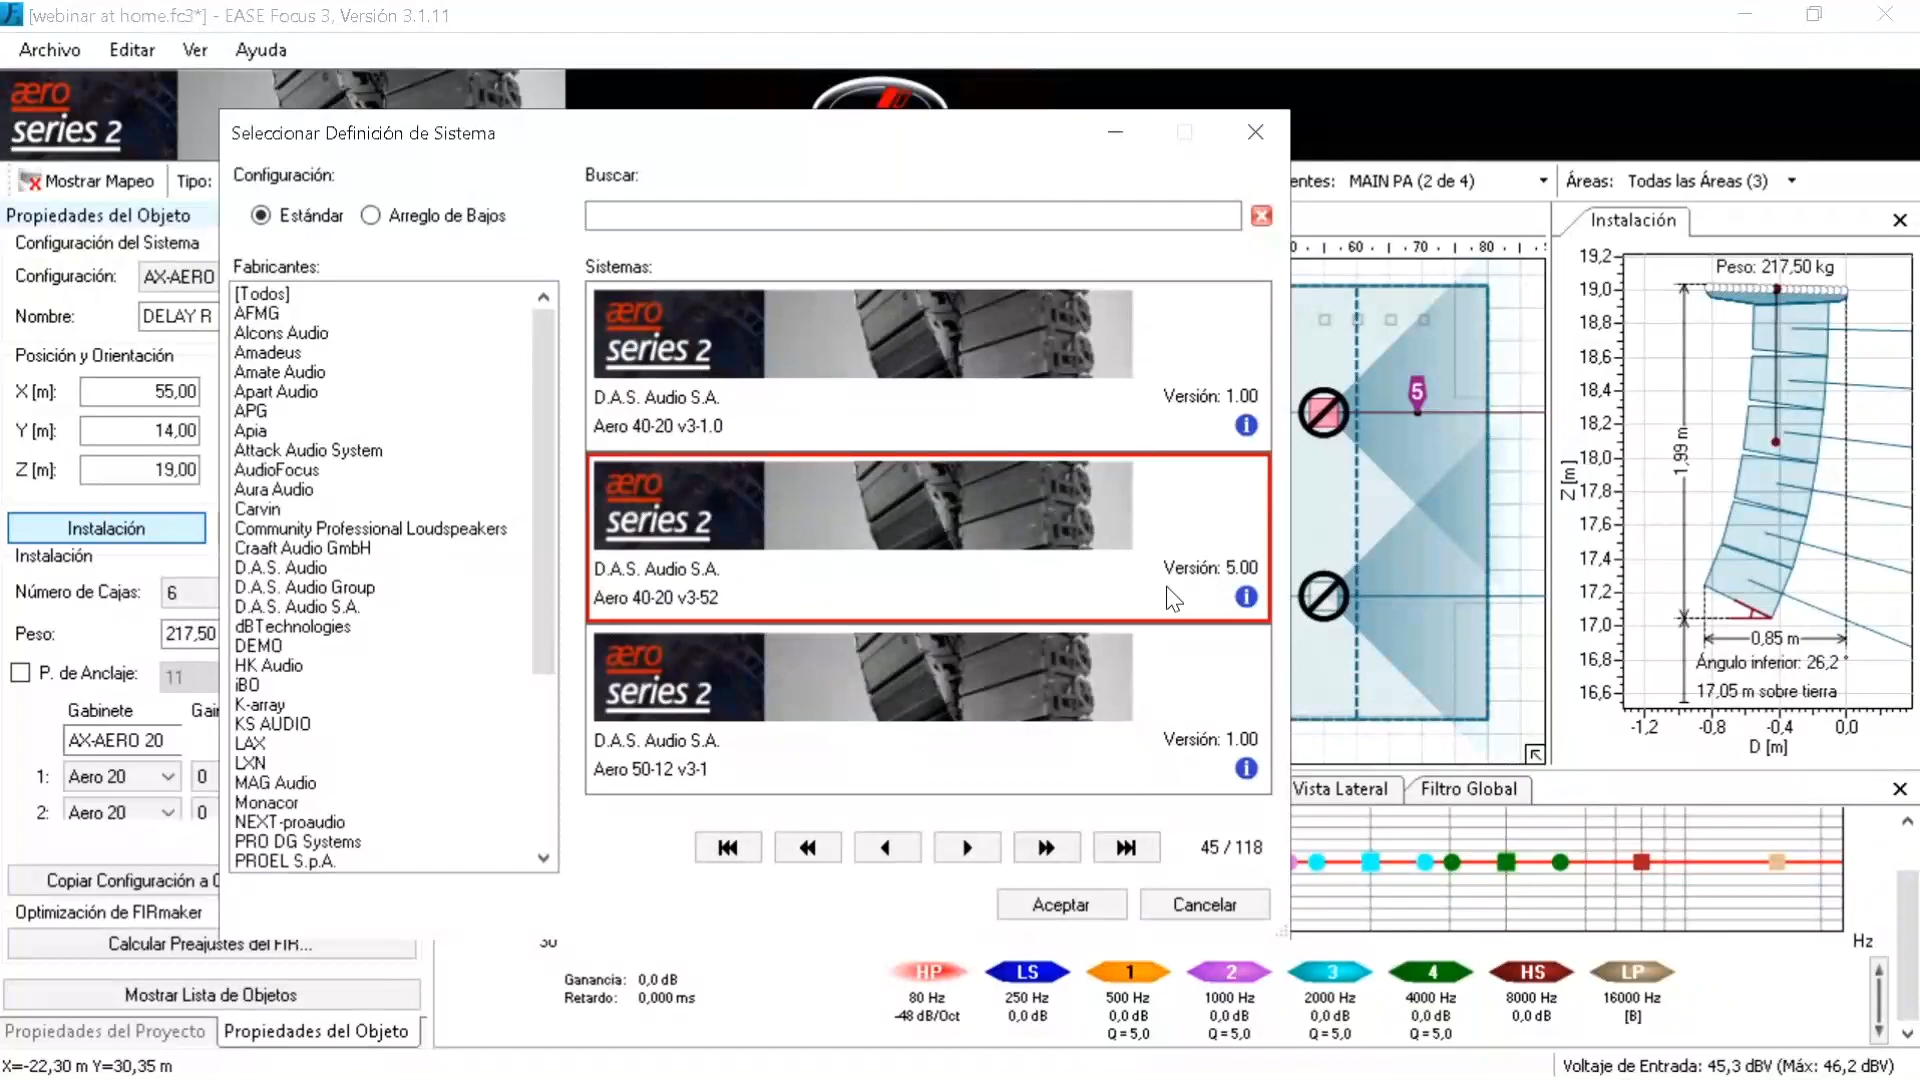 [webinar at home.fc3*] - EASE Focus 3, Versión 3.1.11
Archivo Editar Ver Ayuda
aero
series 2
Seleccionar Definición de Sistema
Configuración:
Estándar Arreglo de Bajos
Buscar:
Fabricantes:
[Todos]
AFMG
Alcons Audio
Amadeus
Amate Audio
Apart Audio
APG
Apia
Attack Audio System
AudioFocus
Aura Audio
Carvin
Community Professional Loudspeakers
Craaft Audio GmbH
D.A.S. Audio
D.A.S. Audio Group
D.A.S. Audio S.A.
dBTechnologies
DEMO
HK Audio
iBO
K-array
KS AUDIO
LAX
LXN
MAG Audio
Monacor
NEXT-proaudio
PRO DG Systems
PROEL S.p.A.
Sistemas:
aero
series 2
D.A.S. Audio S.A.
Versión: 1.00
Aero 40-20 v3-1.0
i
aero
series 2
D.A.S. Audio S.A.
Versión: 5.00
Aero 40-20 v3-52
i
aero
series 2
D.A.S. Audio S.A.
Versión: 1.00
Aero 50-12 v3-1
i
45 / 118
Aceptar Cancelar
Mostrar Mapeo Tipo:
Propiedades del Objeto
Configuración del Sistema
Configuración: AX-AERO
Nombre: DELAY R
Posición y Orientación
X [m]: 55,00
Y [m]: 14,00
Z [m]: 19,00
Instalación
Instalación
Número de Cajas: 6
Peso: 217,50
P. de Anclaje: 11
Gabinete Gair
AX-AERO 20
1: Aero 20 0
2: Aero 20 0
Copiar Configuración a C
Optimización de FIRmaker
Calcular Preajustes del FIR...
Mostrar Lista de Objetos
Propiedades del Proyecto Propiedades del Objeto
X=-22,30 m Y=30,35 m
entes: MAIN PA (2 de 4) Áreas: Todas las Áreas (3)
60 70 80
5
Instalación
Peso: 217,50 kg
19,2
19,0
18,8
18,6
18,4
18,2
18,0
17,8
17,6
17,4
17,2
17,0
16,8
16,6
Z [m]
1,99 m
0,85 m
Ángulo inferior: 26,2 °
17,05 m sobre tierra
-1,2 -0,8 -0,4 0,0
D [m]
Vista Lateral Filtro Global
Hz
30
Ganancia: 0,0 dB
Retardo: 0,000 ms
HP LS 1 2 3 4 HS LP
80 Hz 250 Hz 500 Hz 1000 Hz 2000 Hz 4000 Hz 8000 Hz 16000 Hz
-48 dB/Oct 0,0 dB 0,0 dB 0,0 dB 0,0 dB 0,0 dB 0,0 dB [B]
Q = 5,0 Q = 5,0 Q = 5,0 Q = 5,0
Voltaje de Entrada: 45,3 dBV (Máx: 46,2 dBV)